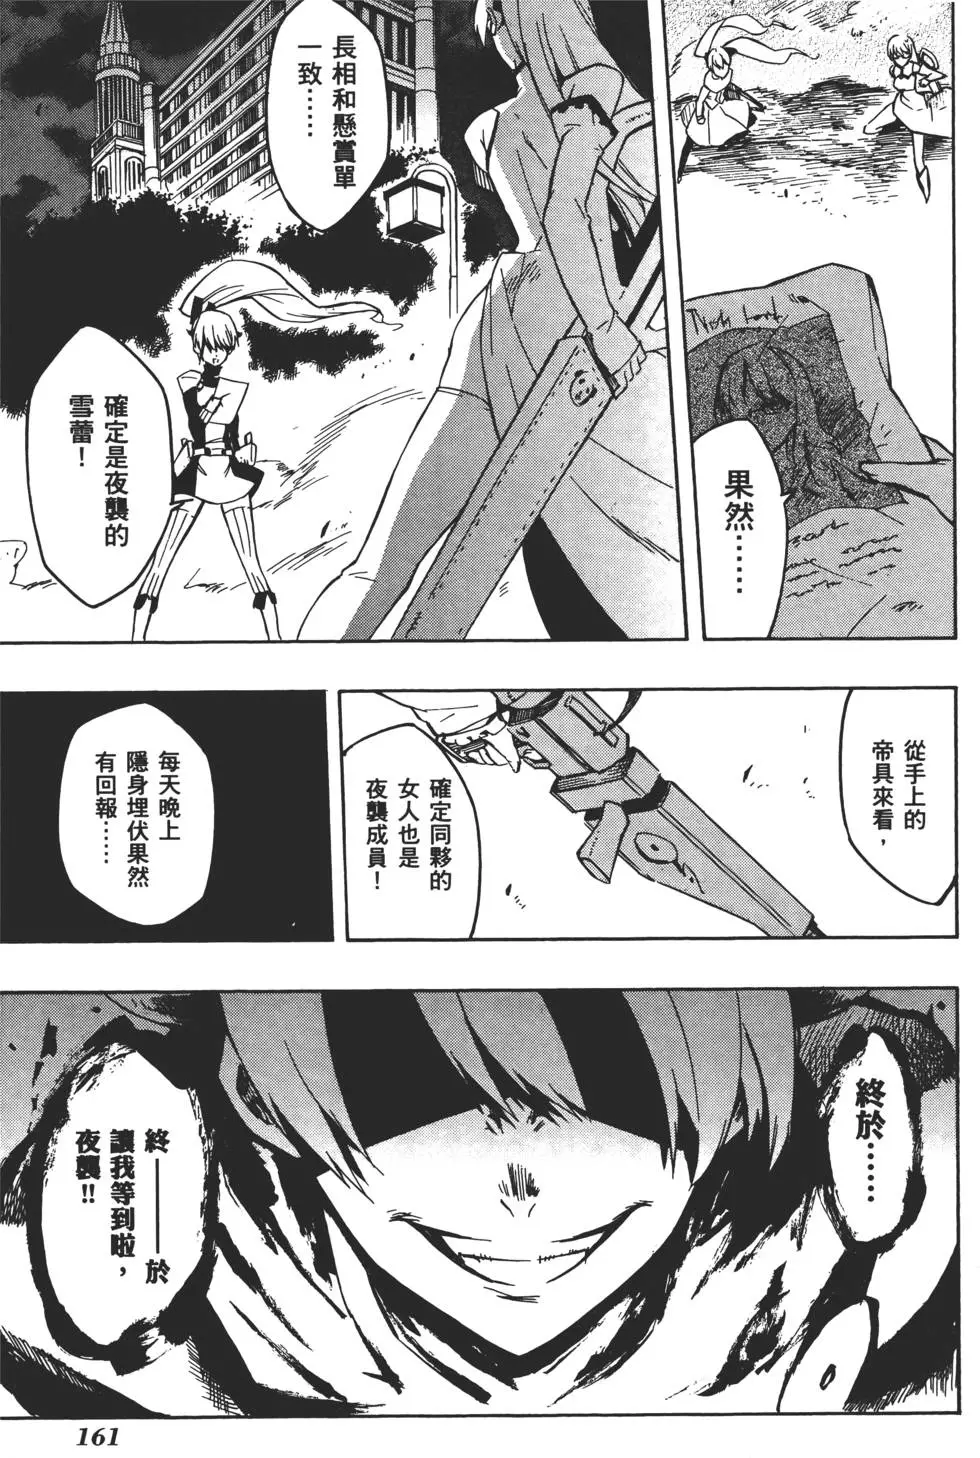 果然……
長相和懸賞單
一致……
確定是夜襲的
雪蕾！
從手上的
帝具來看，
確定同夥的
女人也是
夜襲成員！
每天晚上
隱身埋伏果然
有回報……
終於……
終——於
讓我等到啦，
夜襲!!
161